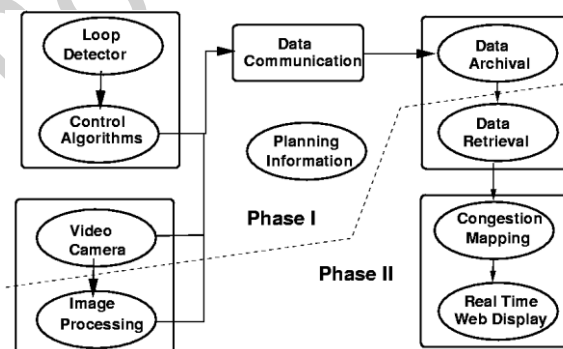 Loop
Detector
Control
Algorithms
Data
Communication
Data
Archival
Data
Retrieval
Planning
Information
Phase I
Video
Camera
Image
Processing
Phase II
Congestion
Mapping
Real Time
Web Display